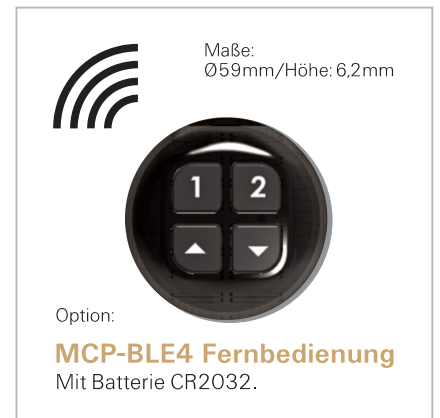 Maße:
Ø59mm/Höhe: 6,2mm
1 2
Option:
MCP-BLE4 Fernbedienung
Mit Batterie CR2032.